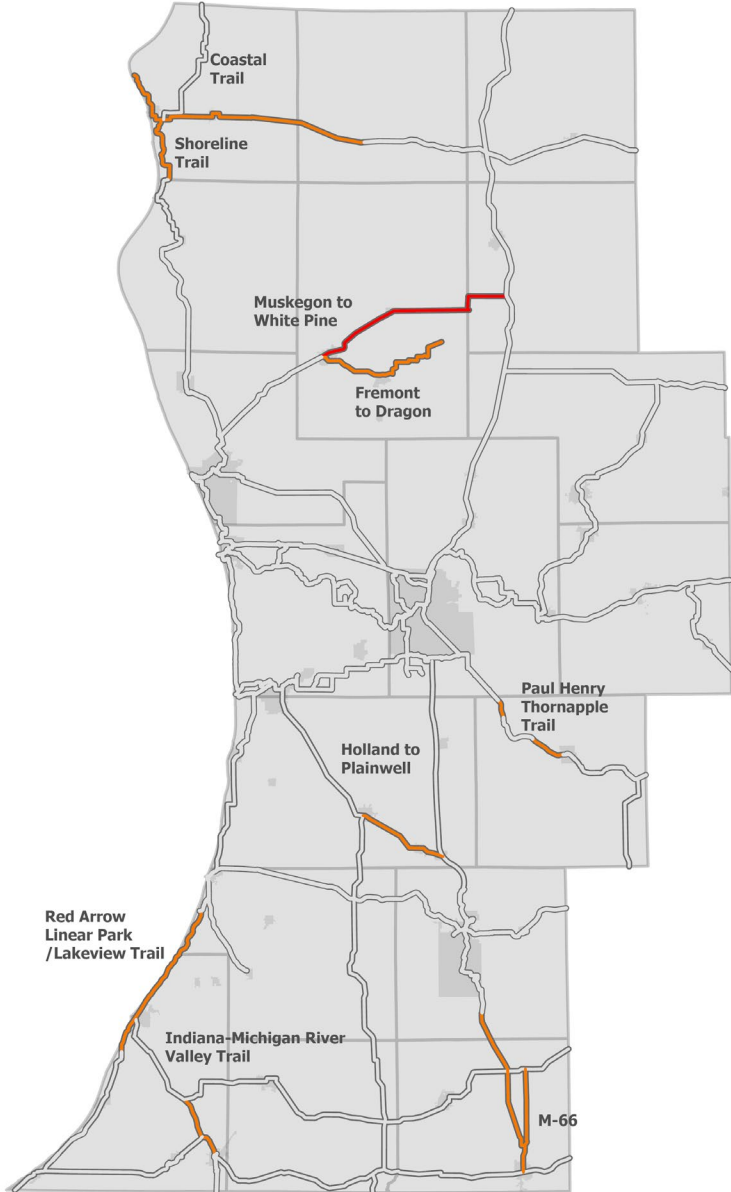 Coastal
Trail
Shoreline
Trail
Muskegon to
White Pine
Fremont
to Dragon
Paul Henry
Thornapple
Trail
Holland to
Plainwell
Red Arrow
Linear Park
/Lakeview Trail
Indiana-Michigan River
Valley Trail
M-66